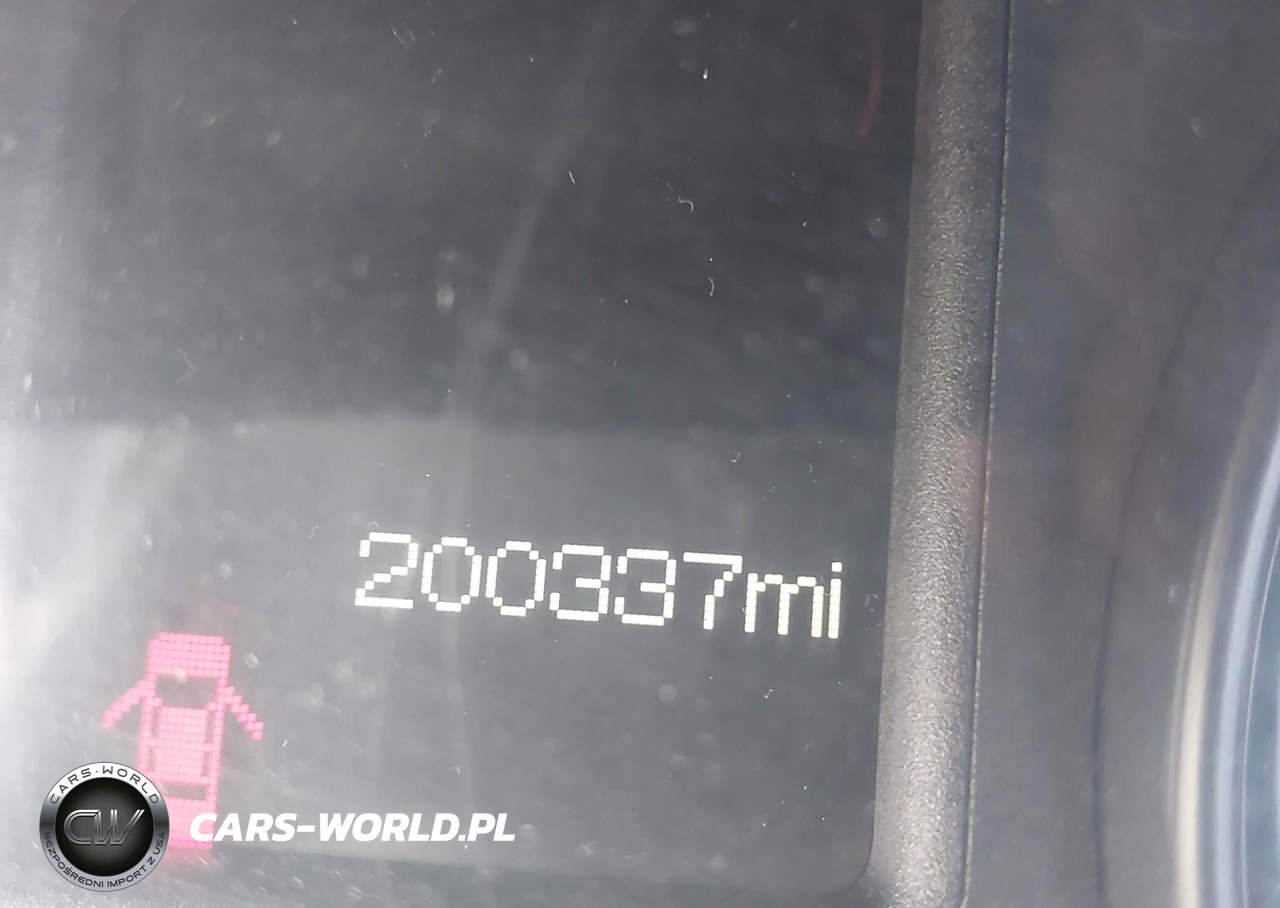 200337mi
CARS-WORLD
CW
BEZPOŚREDNI IMPORT Z USA
CARS-WORLD.PL